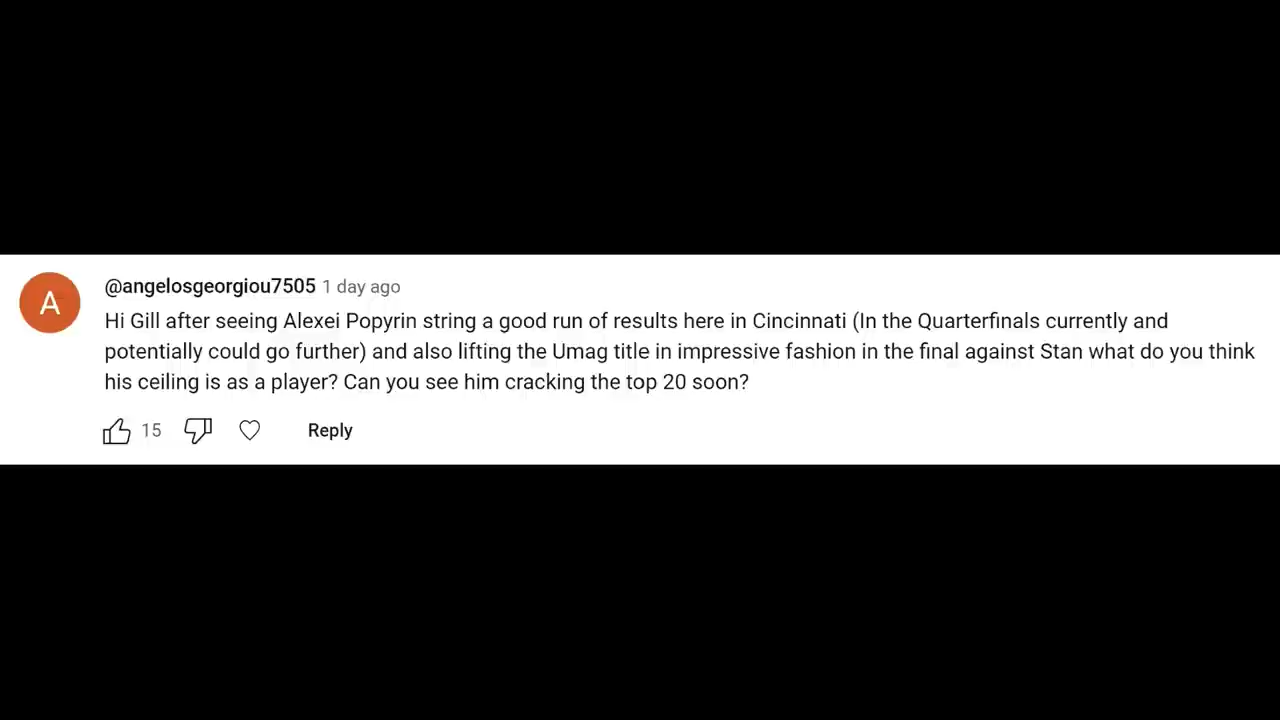 A
@angelosgeorgiou7505 1 day ago
Hi Gill after seeing Alexei Popyrin string a good run of results here in Cincinnati (In the Quarterfinals currently and
potentially could go further) and also lifting the Umag title in impressive fashion in the final against Stan what do you think
his ceiling is as a player? Can you see him cracking the top 20 soon?
15 Reply